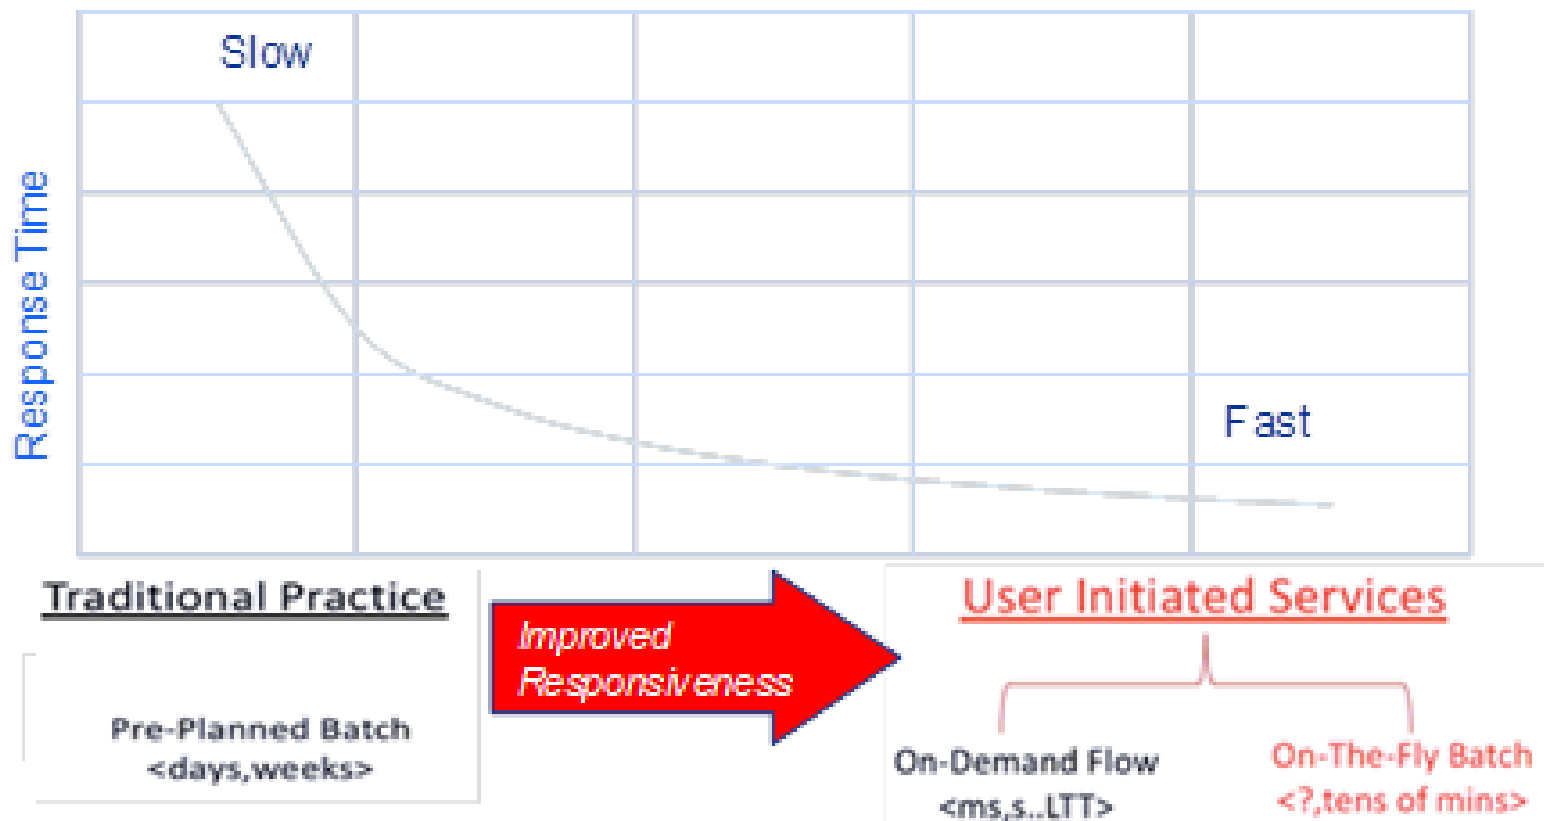 Slow
Response Time
Fast
Traditional Practice
Pre-Planned Batch
<days,weeks>
Improved
Responsiveness
User Initiated Services
On-Demand Flow
<ms,s..LTT>
On-The-Fly Batch
<?,tens of mins>